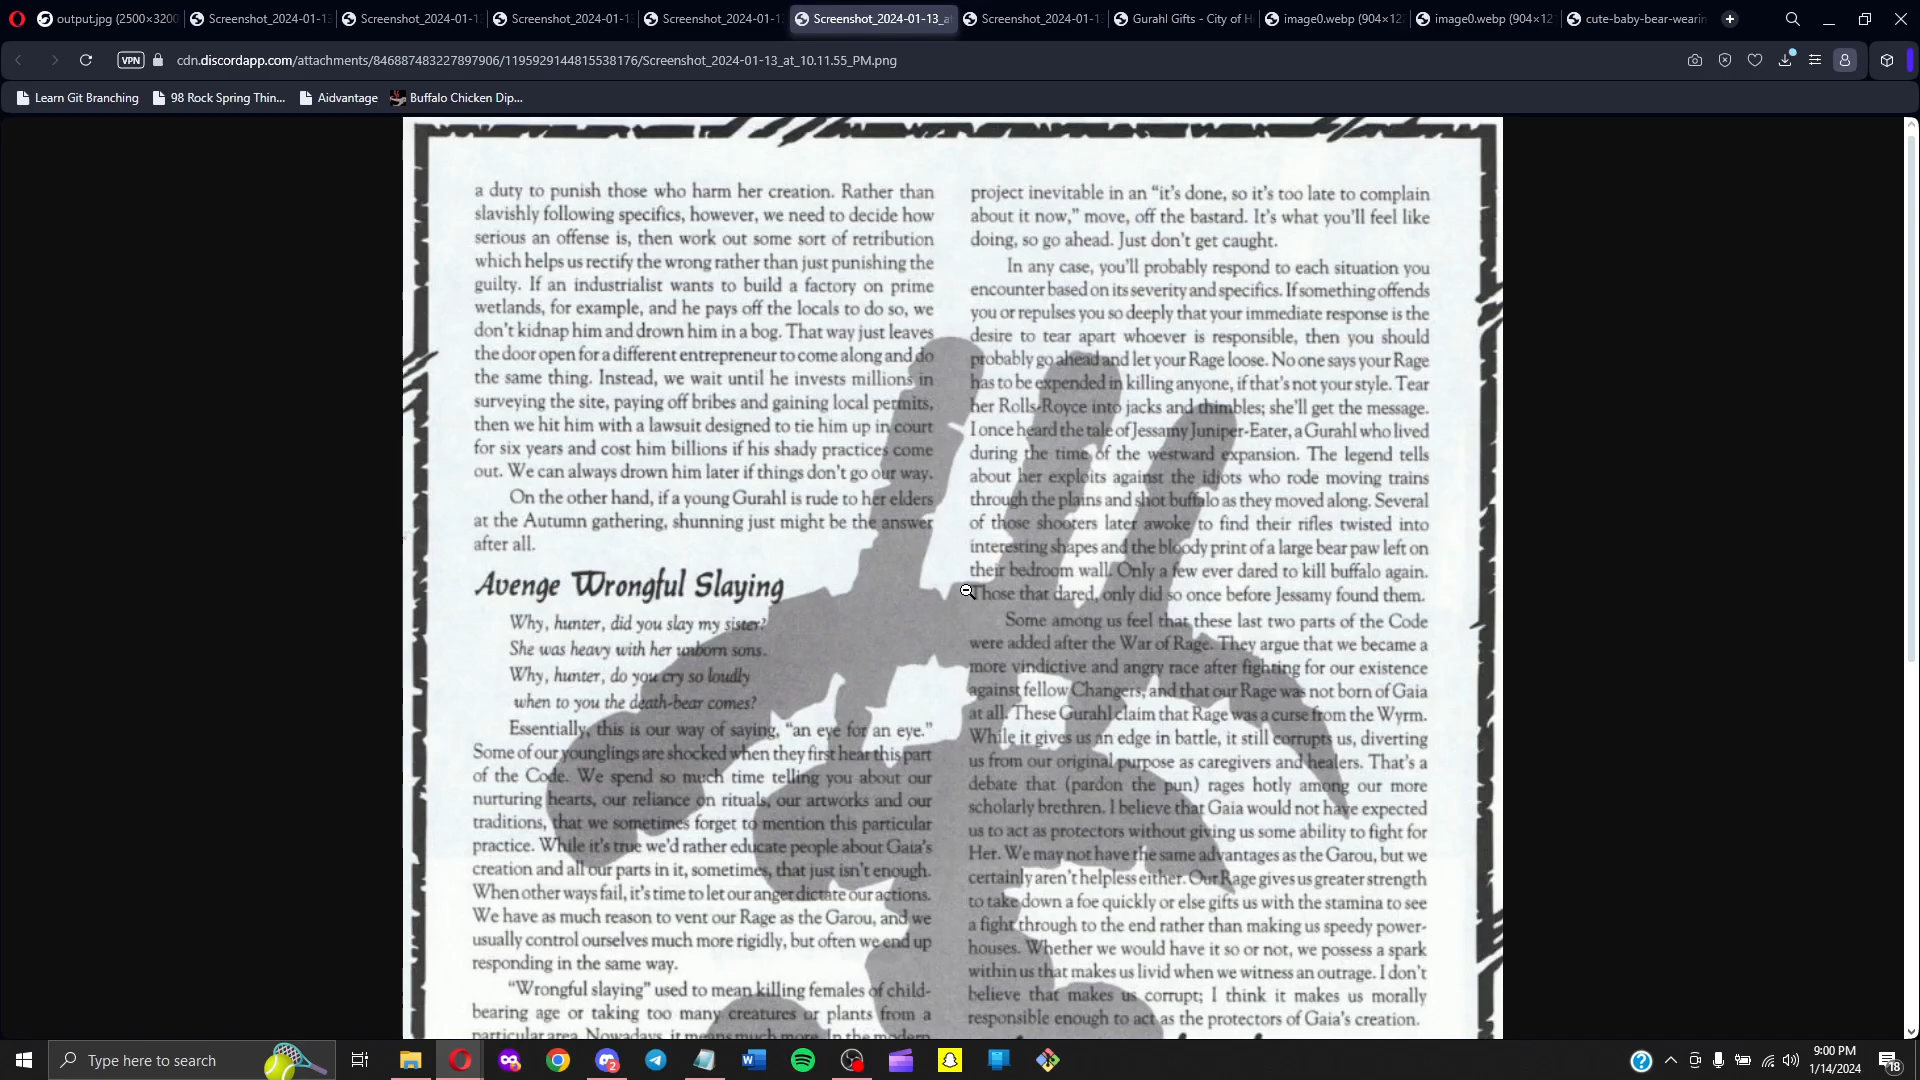 output.jpg (2500×3200
Screenshot_2024-01-13
Screenshot_2024-01-13
Screenshot_2024-01-13
Screenshot_2024-01-13
Screenshot_2024-01-13_a
Screenshot_2024-01-13
Gurahl Gifts - City of H
image0.webp (904×12
image0.webp (904×12
cute-baby-bear-wearin
VPN
cdn.discordapp.com/attachments/846887483227897906/1195929144815538176/Screenshot_2024-01-13_at_10.11.55_PM.png
Learn Git Branching
98 Rock Spring Thin...
Aidvantage
Buffalo Chicken Dip...
a duty to punish those who harm her creation. Rather than
slavishly following specifics, however, we need to decide how
serious an offense is, then work out some sort of retribution
which helps us rectify the wrong rather than just punishing the
guilty. If an industrialist wants to build a factory on prime
wetlands, for example, and he pays off the locals to do so, we
don't kidnap him and drown him in a bog. That way just leaves
the door open for a different entrepreneur to come along and do
the same thing. Instead, we wait until he invests millions in
surveying the site, paying off bribes and gaining local permits,
then we hit him with a lawsuit designed to tie him up in court
for six years and cost him billions if his shady practices come
out. We can always drown him later if things don't go our way.
On the other hand, if a young Gurahl is rude to her elders
at the Autumn gathering, shunning just might be the answer
after all.
Avenge Wrongful Slaying
Why, hunter, did you slay my sister?
She was heavy with her unborn sons.
Why, hunter, do you cry so loudly
when to you the death-bear comes?
Essentially, this is our way of saying, "an eye for an eye."
Some of our younglings are shocked when they first hear this part
of the Code. We spend so much time telling you about our
nurturing hearts, our reliance on rituals, our artworks and our
traditions, that we sometimes forget to mention this particular
practice. While it's true we'd rather educate people about Gaia's
creation and all our parts in it, sometimes, that just isn't enough.
When other ways fail, it's time to let our anger dictate our actions.
We have as much reason to vent our Rage as the Garou, and we
usually control ourselves much more rigidly, but often we end up
responding in the same way.
"Wrongful slaying" used to mean killing females of child-
bearing age or taking too many creatures or plants from a
particular area. Nowadays, it means much more. In the modern
project inevitable in an "it's done, so it's too late to complain
about it now," move, off the bastard. It's what you'll feel like
doing, so go ahead. Just don't get caught.
In any case, you'll probably respond to each situation you
encounter based on its severity and specifics. If something offends
you or repulses you so deeply that your immediate response is the
desire to tear apart whoever is responsible, then you should
probably go ahead and let your Rage loose. No one says your Rage
has to be expended in killing anyone, if that's not your style. Tear
her Rolls-Royce into jacks and thimbles; she'll get the message.
I once heard the tale of Jessamy Juniper-Eater, a Gurahl who lived
during the time of the westward expansion. The legend tells
about her exploits against the idiots who rode moving trains
through the plains and shot buffalo as they moved along. Several
of those shooters later awoke to find their rifles twisted into
interesting shapes and the bloody print of a large bear paw left on
their bedroom wall. Only a few ever dared to kill buffalo again.
Those that dared, only did so once before Jessamy found them.
Some among us feel that these last two parts of the Code
were added after the War of Rage. They argue that we became a
more vindictive and angry race after fighting for our existence
against fellow Changers, and that our Rage was not born of Gaia
at all. These Gurahl claim that Rage was a curse from the Wyrm.
While it gives us an edge in battle, it still corrupts us, diverting
us from our original purpose as caregivers and healers. That's a
debate that (pardon the pun) rages hotly among our more
scholarly brethren. I believe that Gaia would not have expected
us to act as protectors without giving us some ability to fight for
Her. We may not have the same advantages as the Garou, but we
certainly aren't helpless either. Our Rage gives us greater strength
to take down a foe quickly or else gifts us with the stamina to see
a fight through to the end rather than making us speedy power-
houses. Whether we would have it so or not, we possess a spark
within us that makes us livid when we witness an outrage. I don't
believe that makes us corrupt; I think it makes us morally
responsible enough to act as the protectors of Gaia's creation.
Type here to search
9:00 PM
1/14/2024
18